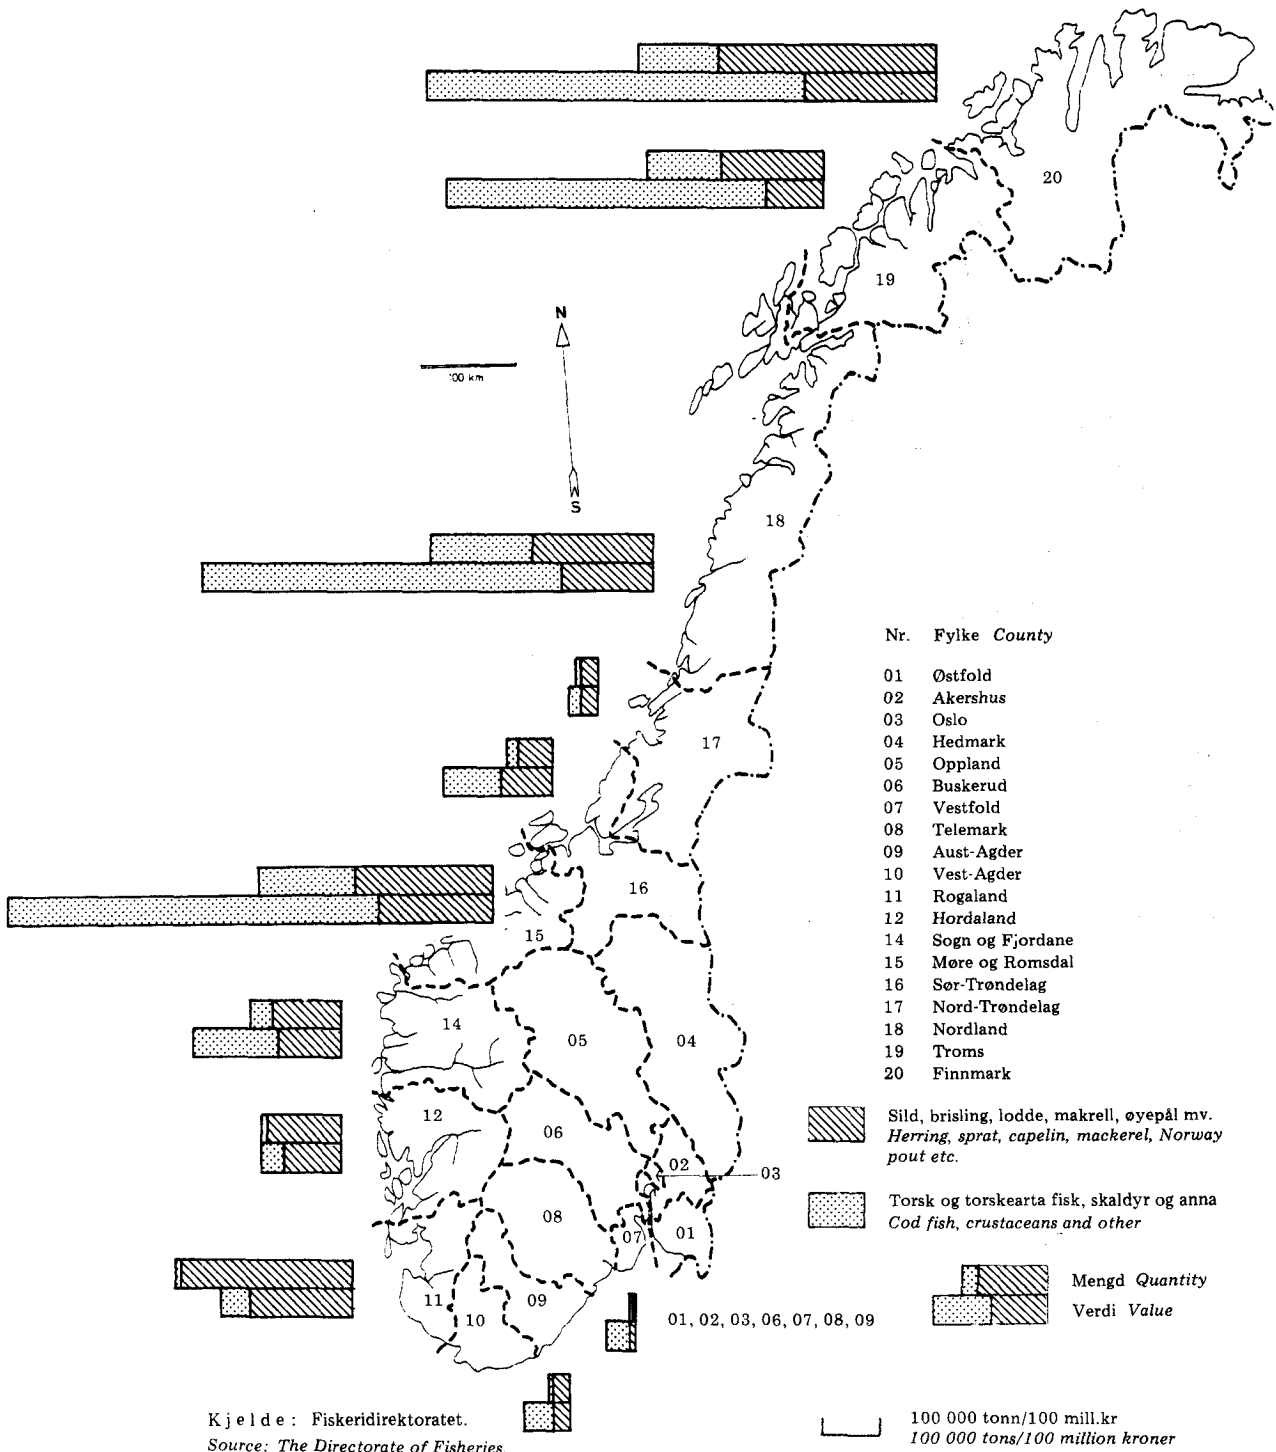 20
19
N
100 km
S
18
Nr. Fylke County
01 Østfold
02 Akershus
03 Oslo
04 Hedmark
05 Oppland
06 Buskerud
07 Vestfold
08 Telemark
09 Aust-Agder
10 Vest-Agder
11 Rogaland
12 Hordaland
14 Sogn og Fjordane
15 Møre og Romsdal
16 Sør-Trøndelag
17 Nord-Trøndelag
18 Nordland
19 Troms
20 Finnmark
17
16
15
14
05
04
12
06
02
03
08
07
01
11
10
09
Sild, brisling, lodde, makrell, øyepål mv.
Herring, sprat, capelin, mackerel, Norway
pout etc.
Torsk og torskearta fisk, skaldyr og anna
Cod fish, crustaceans and other
Mengd Quantity
Verdi Value
01, 02, 03, 06, 07, 08, 09
Kjelde: Fiskeridirektoratet.
Source: The Directorate of Fisheries.
100 000 tonn/100 mill.kr
100 000 tons/100 million kroner